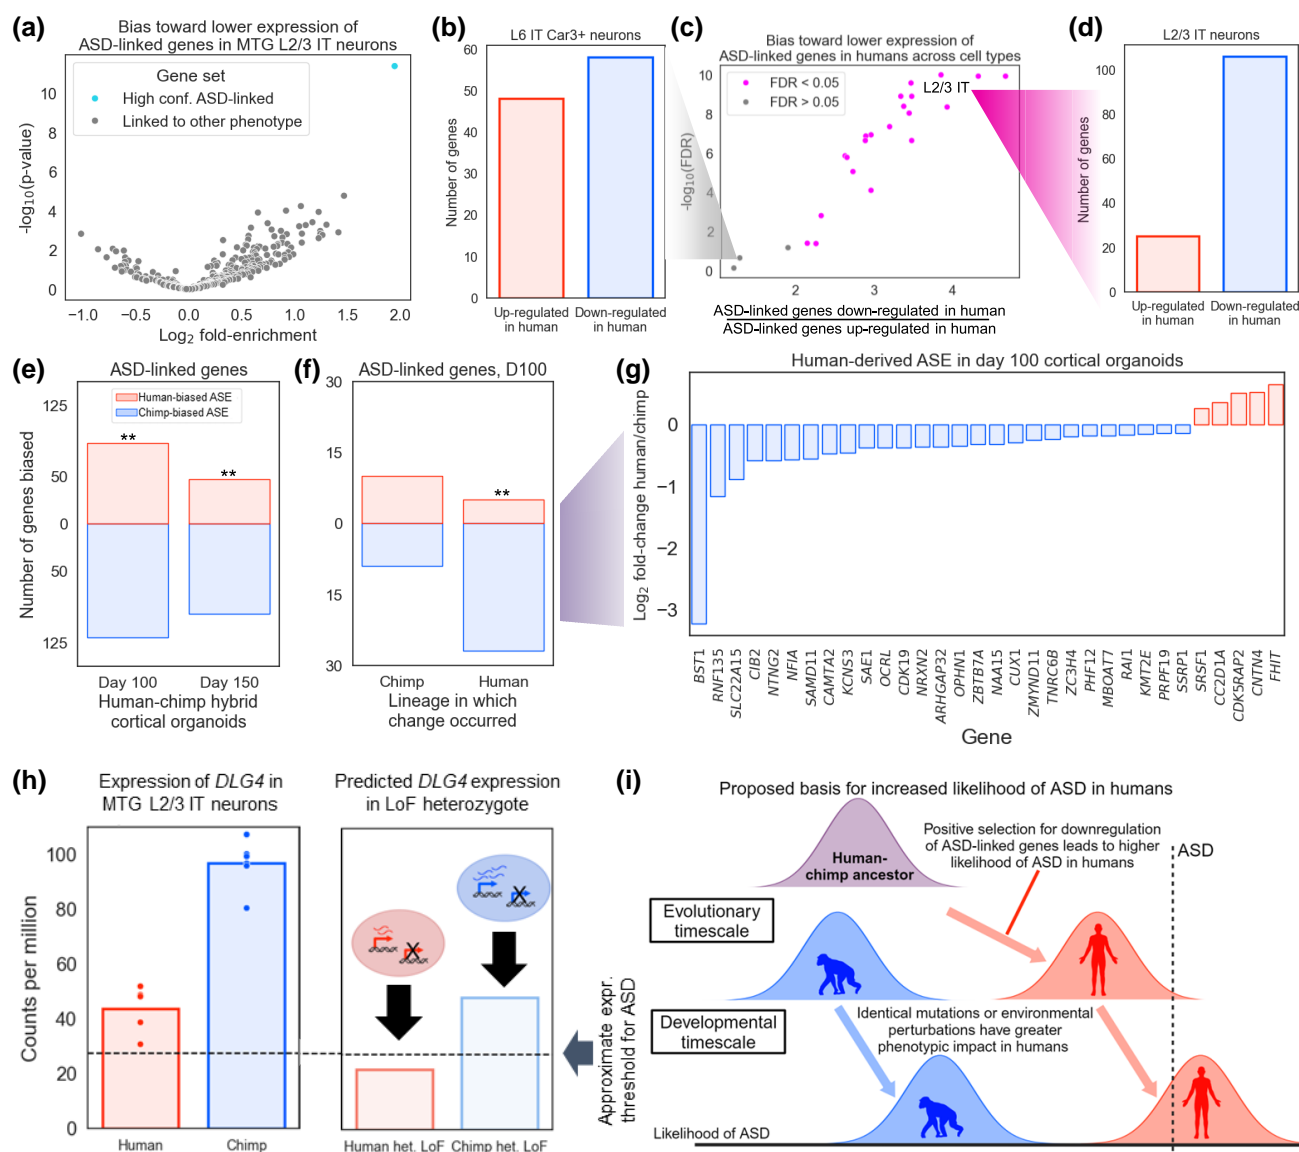 (a)
Bias toward lower expression of
ASD-linked genes in MTG L2/3 IT neurons
Gene set
High conf. ASD-linked
Linked to other phenotype
-log10(p-value)
10
8
6
4
2
0
−1.0
−0.5
0.0
0.5
1.0
1.5
2.0
Log2 fold-enrichment
(b)
L6 IT Car3+ neurons
Number of genes
60
50
40
30
20
10
0
Up-regulated
in human
Down-regulated
in human
(c)
Bias toward lower expression of
ASD-linked genes in humans across cell types
FDR < 0.05
FDR > 0.05
L2/3 IT
-log10(FDR)
10
8
6
4
2
0
2
3
4
ASD-linked genes down-regulated in human
ASD-linked genes up-regulated in human
(d)
L2/3 IT neurons
Number of genes
100
80
60
40
20
0
Up-regulated
in human
Down-regulated
in human
(e)
ASD-linked genes
Human-biased ASE
Chimp-biased ASE
Number of genes biased
125
50
0
50
125
**
**
Day 100
Day 150
Human-chimp hybrid
cortical organoids
(f)
ASD-linked genes, D100
30
15
0
15
30
**
Chimp
Human
Lineage in which
change occurred
(g)
Human-derived ASE in day 100 cortical organoids
Log2 fold-change human/chimp
0
−1
−2
−3
BST1
RNF135
SLC22A15
CIB2
NTNG2
NFIA
SAMD11
CAMTA2
KCNS3
SAE1
OCRL
CDK19
NRXN2
ARHGAP32
OPHN1
ZBTB7A
NAA15
CUX1
ZMYND11
TNRC6B
ZC3H4
PHF12
MBOAT7
RAI1
KMT2E
PRPF19
SSRP1
SRSF1
CC2D1A
CDK5RAP2
CNTN4
FHIT
Gene
(h)
Expression of DLG4 in
MTG L2/3 IT neurons
Counts per million
100
80
60
40
20
0
Human
Chimp
Predicted DLG4 expression
in LoF heterozygote
X
X
Human het. LoF
Chimp het. LoF
Approximate expr.
threshold for ASD
(i)
Proposed basis for increased likelihood of ASD in humans
Human-
chimp ancestor
Positive selection for downregulation
of ASD-linked genes leads to higher
likelihood of ASD in humans
ASD
Evolutionary
timescale
Developmental
timescale
Identical mutations or environmental
perturbations have greater
phenotypic impact in humans
Likelihood of ASD